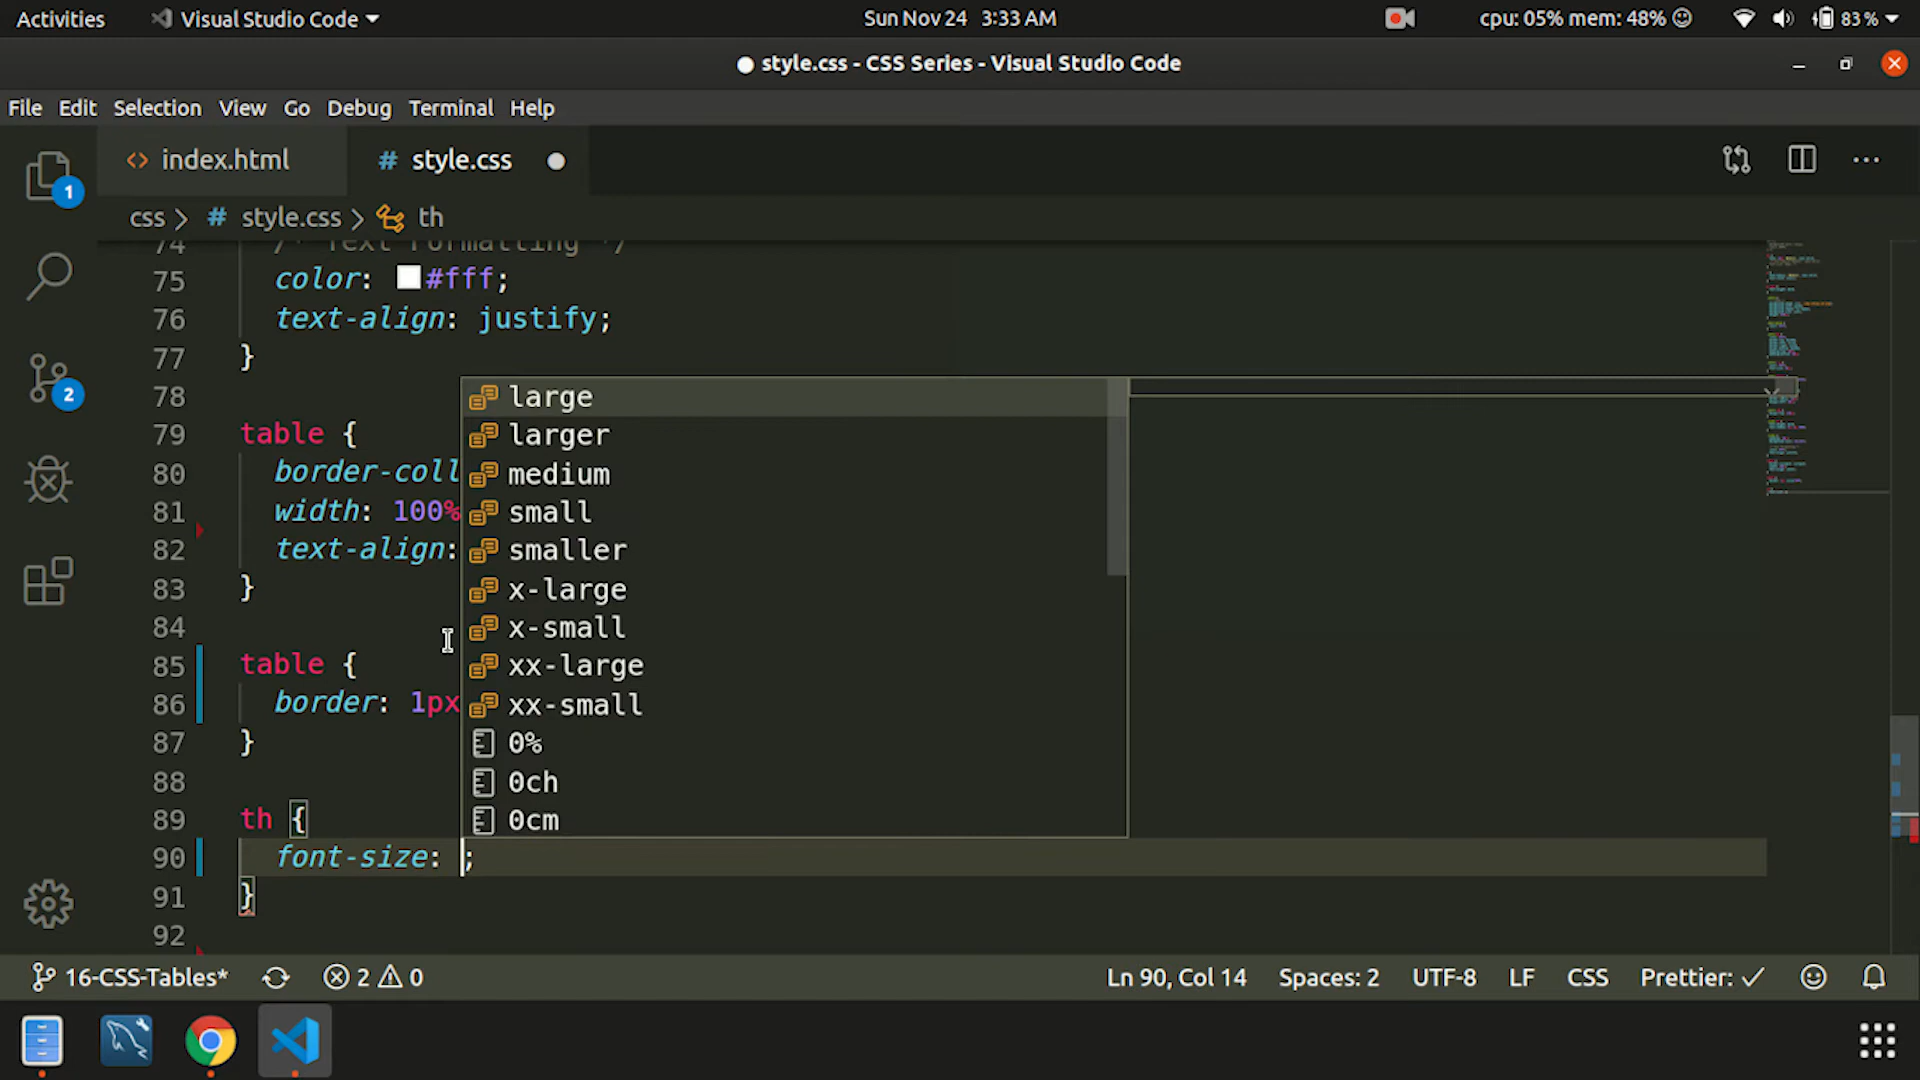 Activities Visual Studio Code Sun Nov 24 3:33 AM cpu: 05% mem: 48% 83 %
style.css - CSS Series - Visual Studio Code
File Edit Selection View Go Debug Terminal Help
index.html # style.css
css > # style.css > th
1
74 /* Text Formatting */
75 color: #fff;
76 text-align: justify;
77 }
78
79 table {
80 border-coll
81 width: 100%
82 text-align:
83 }
84
85 table {
86 border: 1px
87 }
88
89 th {
90 font-size: ;
91 }
92
2
large
larger
medium
small
smaller
x-large
x-small
xx-large
xx-small
0%
0ch
0cm
16-CSS-Tables* 2 0 Ln 90, Col 14 Spaces: 2 UTF-8 LF CSS Prettier: ✓